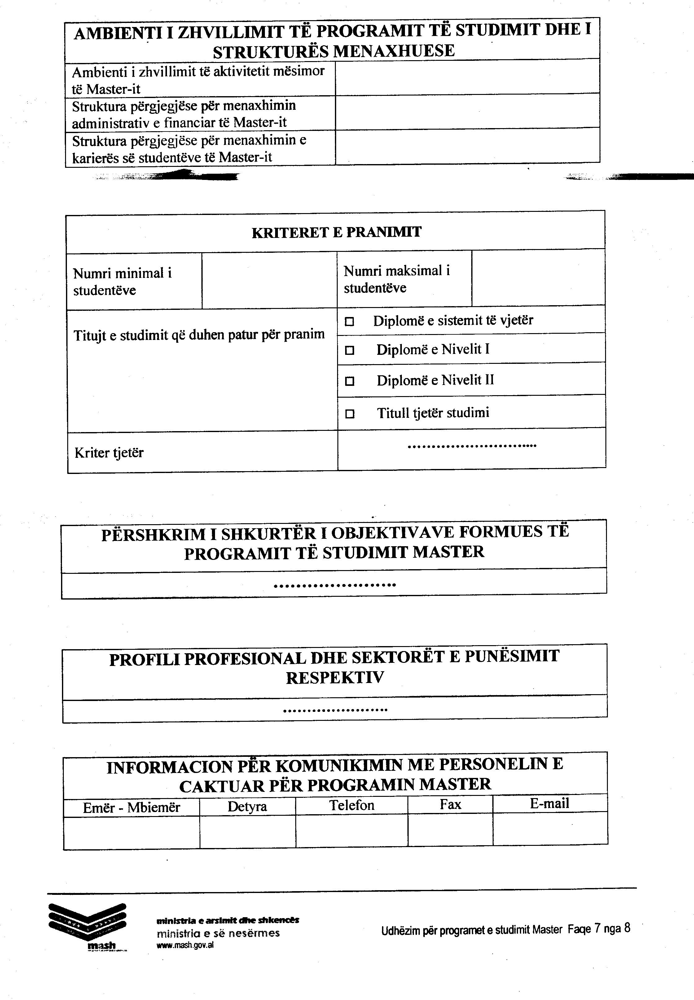 AMBIENTI I ZHVILLIMIT TË PROGRAMIT TË STUDIMIT DHE I
STRUKTURËS MENAXHUESE
Ambienti i zhvillimit të aktivitetit mësimor
të Master-it
Struktura përgjegjëse për menaxhimin
administrativ e financiar të Master-it
Struktura përgjegjëse për menaxhimin e
karierës së studentëve të Master-it
KRITERET E PRANIMIT
Numri minimal i
studentëve
Numri maksimal i
studentëve
Titujt e studimit që duhen patur për pranim
□ Diplomë e sistemit të vjetër
□ Diplomë e Nivelit I
□ Diplomë e Nivelit II
□ Titull tjetër studimi
Kriter tjetër
...........................
PËRSHKRIM I SHKURTËR I OBJEKTIVAVE FORMUES TË
PROGRAMIT TË STUDIMIT MASTER
......................
PROFILI PROFESIONAL DHE SEKTORËT E PUNËSIMIT
RESPEKTIV
......................
INFORMACION PËR KOMUNIKIMIN ME PERSONELIN E
CAKTUAR PËR PROGRAMIN MASTER
Emër - Mbiemër Detyra Telefon Fax E-mail
mash
ministria e arsimit dhe shkencës
ministria e së nesërmes
www.mash.gov.al
Udhëzim për programet e studimit Master Faqe 7 nga 8